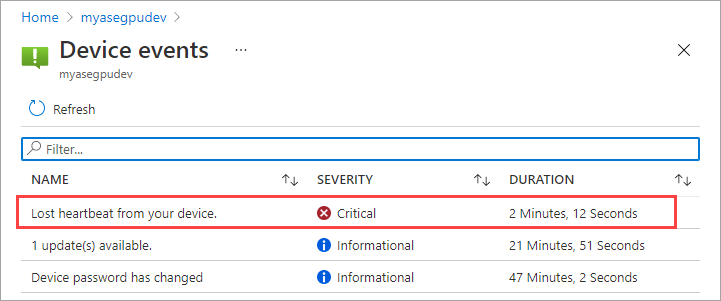 Home > myasegpudev >
Device events ...
myasegpudev
Refresh
Filter...
NAME SEVERITY DURATION
Lost heartbeat from your device. Critical 2 Minutes, 12 Seconds
1 update(s) available. Informational 21 Minutes, 51 Seconds
Device password has changed Informational 47 Minutes, 2 Seconds